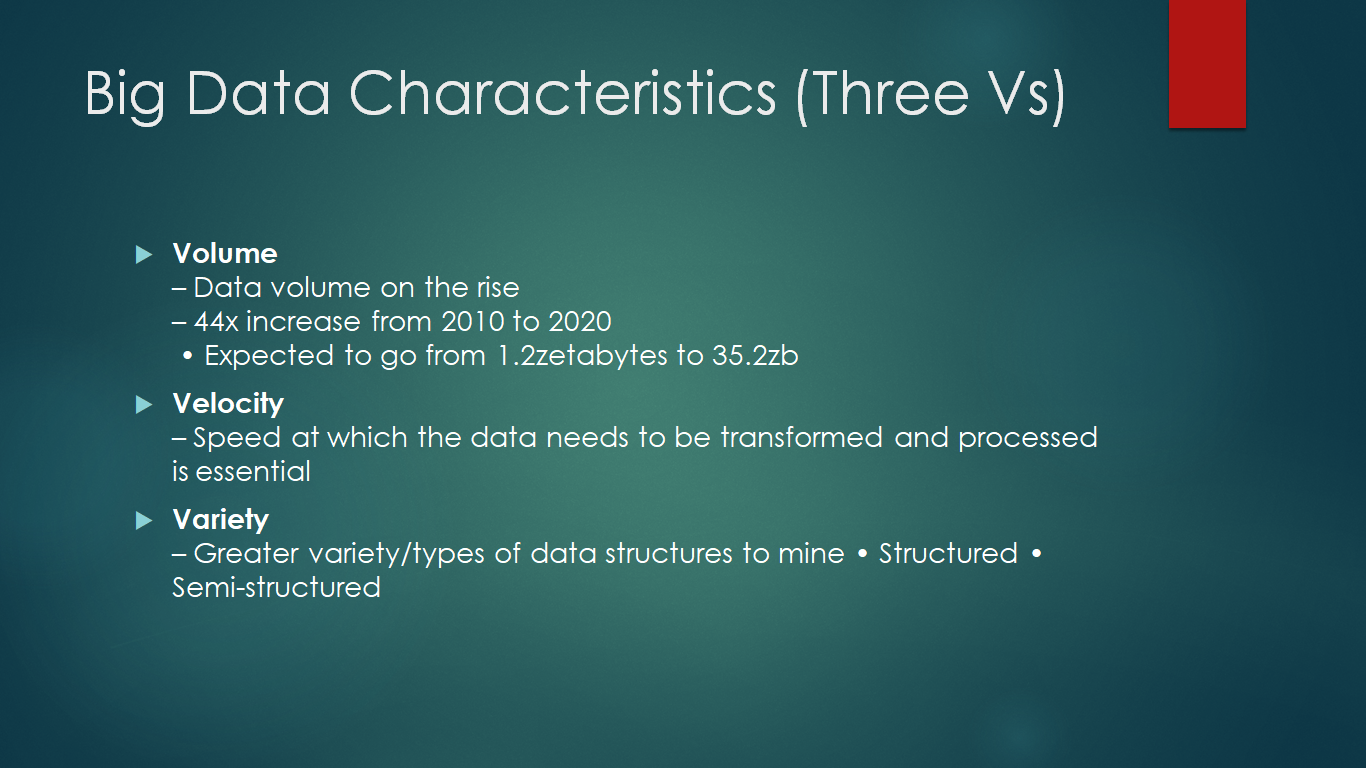 Big Data Characteristics (Three Vs)
Volume
– Data volume on the rise
– 44x increase from 2010 to 2020
• Expected to go from 1.2zetabytes to 35.2zb
Velocity
– Speed at which the data needs to be transformed and processed
is essential
Variety
– Greater variety/types of data structures to mine • Structured •
Semi-structured